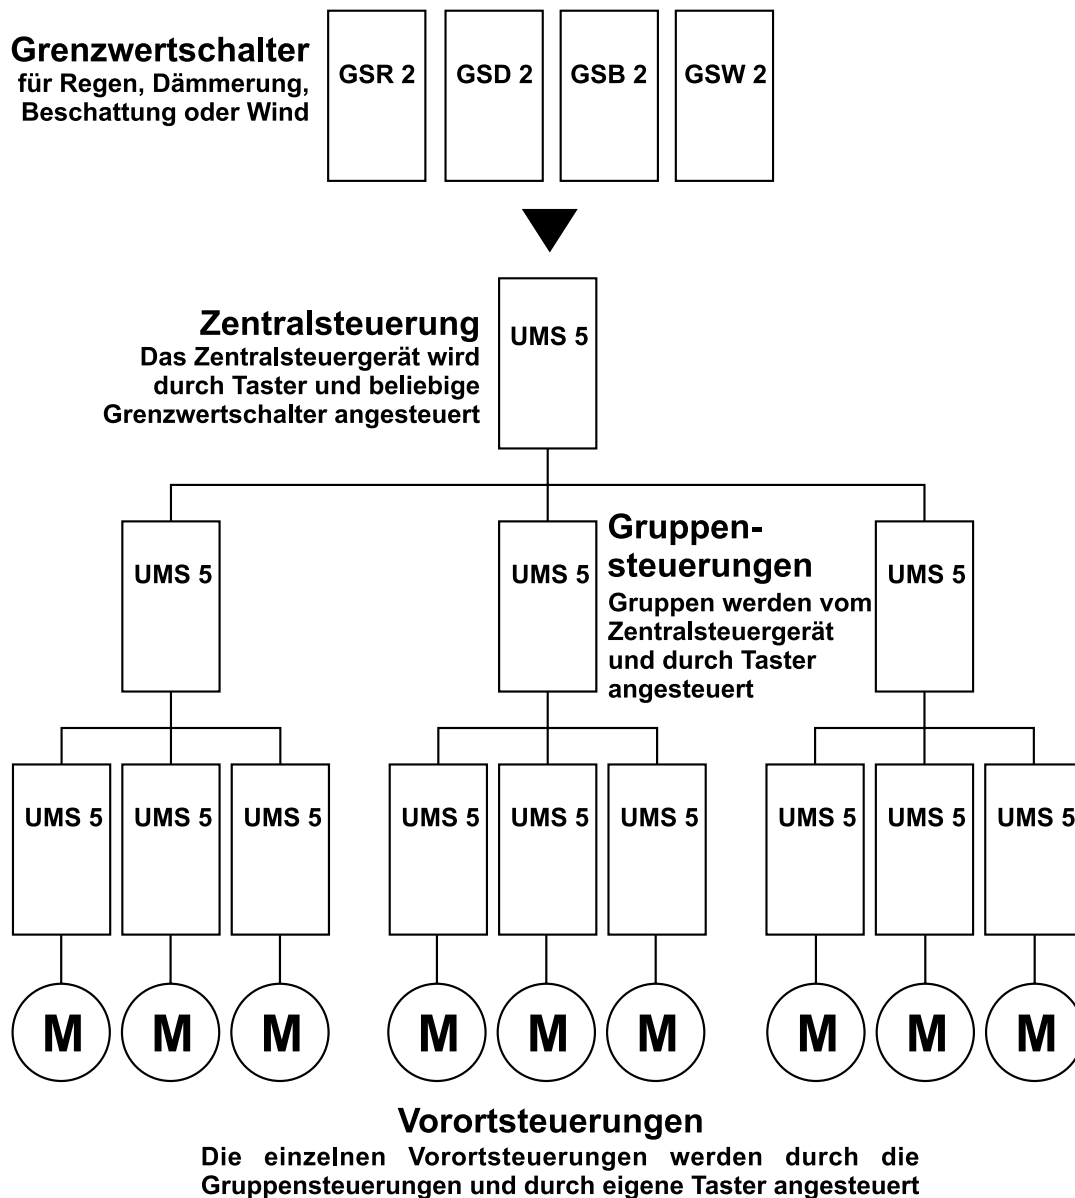 Grenzwertschalter
für Regen, Dämmerung,
Beschattung oder Wind
GSR 2 GSD 2 GSB 2 GSW 2
Zentralsteuerung
Das Zentralsteuergerät wird
durch Taster und beliebige
Grenzwertschalter angesteuert
UMS 5
Gruppen-
steuerungen
Gruppen werden vom
Zentralsteuergerät
und durch Taster
angesteuert
UMS 5 UMS 5 UMS 5
UMS 5 UMS 5 UMS 5 UMS 5 UMS 5 UMS 5 UMS 5 UMS 5 UMS 5
M M M M M M M M M
Vorortsteuerungen
Die einzelnen Vorortsteuerungen werden durch die
Gruppensteuerungen und durch eigene Taster angesteuert